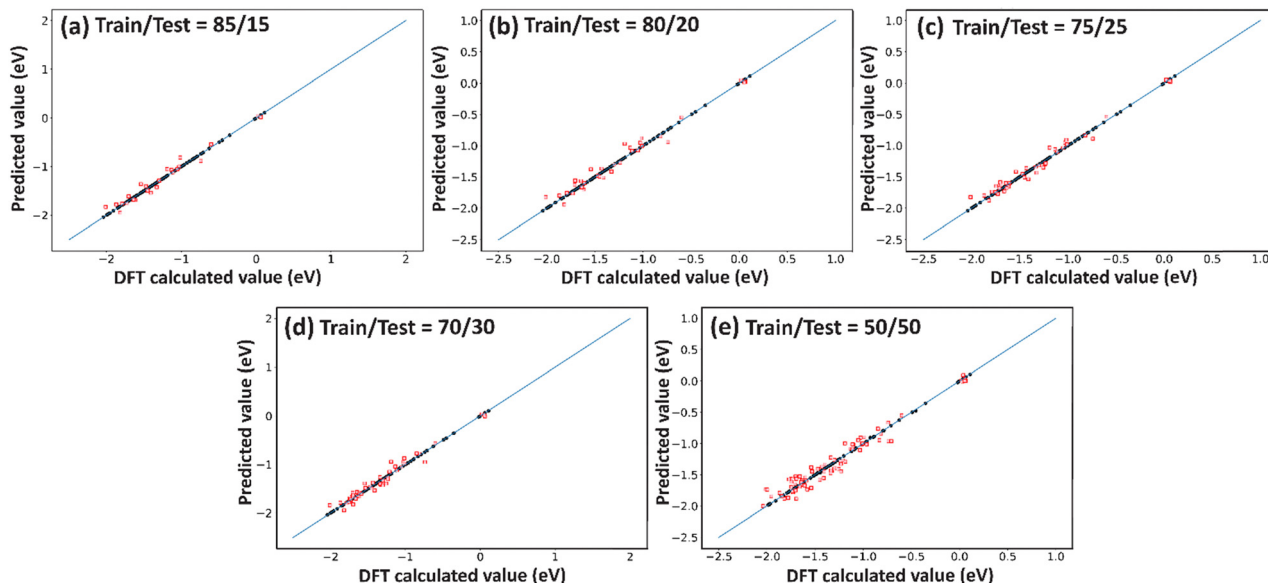 (a) Train/Test = 85/15
Predicted value (eV)
2
1
0
−1
−2
−2 −1 0 1 2
DFT calculated value (eV)
(b) Train/Test = 80/20
Predicted value (eV)
1.0
0.5
0.0
−0.5
−1.0
−1.5
−2.0
−2.5
−2.5 −2.0 −1.5 −1.0 −0.5 0.0 0.5 1.0
DFT calculated value (eV)
(c) Train/Test = 75/25
Predicted value (eV)
1.0
0.5
0.0
−0.5
−1.0
−1.5
−2.0
−2.5
−2.5 −2.0 −1.5 −1.0 −0.5 0.0 0.5 1.0
DFT calculated value (eV)
(d) Train/Test = 70/30
Predicted value (eV)
2
1
0
−1
−2
−2 −1 0 1 2
DFT calculated value (eV)
(e) Train/Test = 50/50
Predicted value (eV)
1.0
0.5
0.0
−0.5
−1.0
−1.5
−2.0
−2.5
−2.5 −2.0 −1.5 −1.0 −0.5 0.0 0.5 1.0
DFT calculated value (eV)